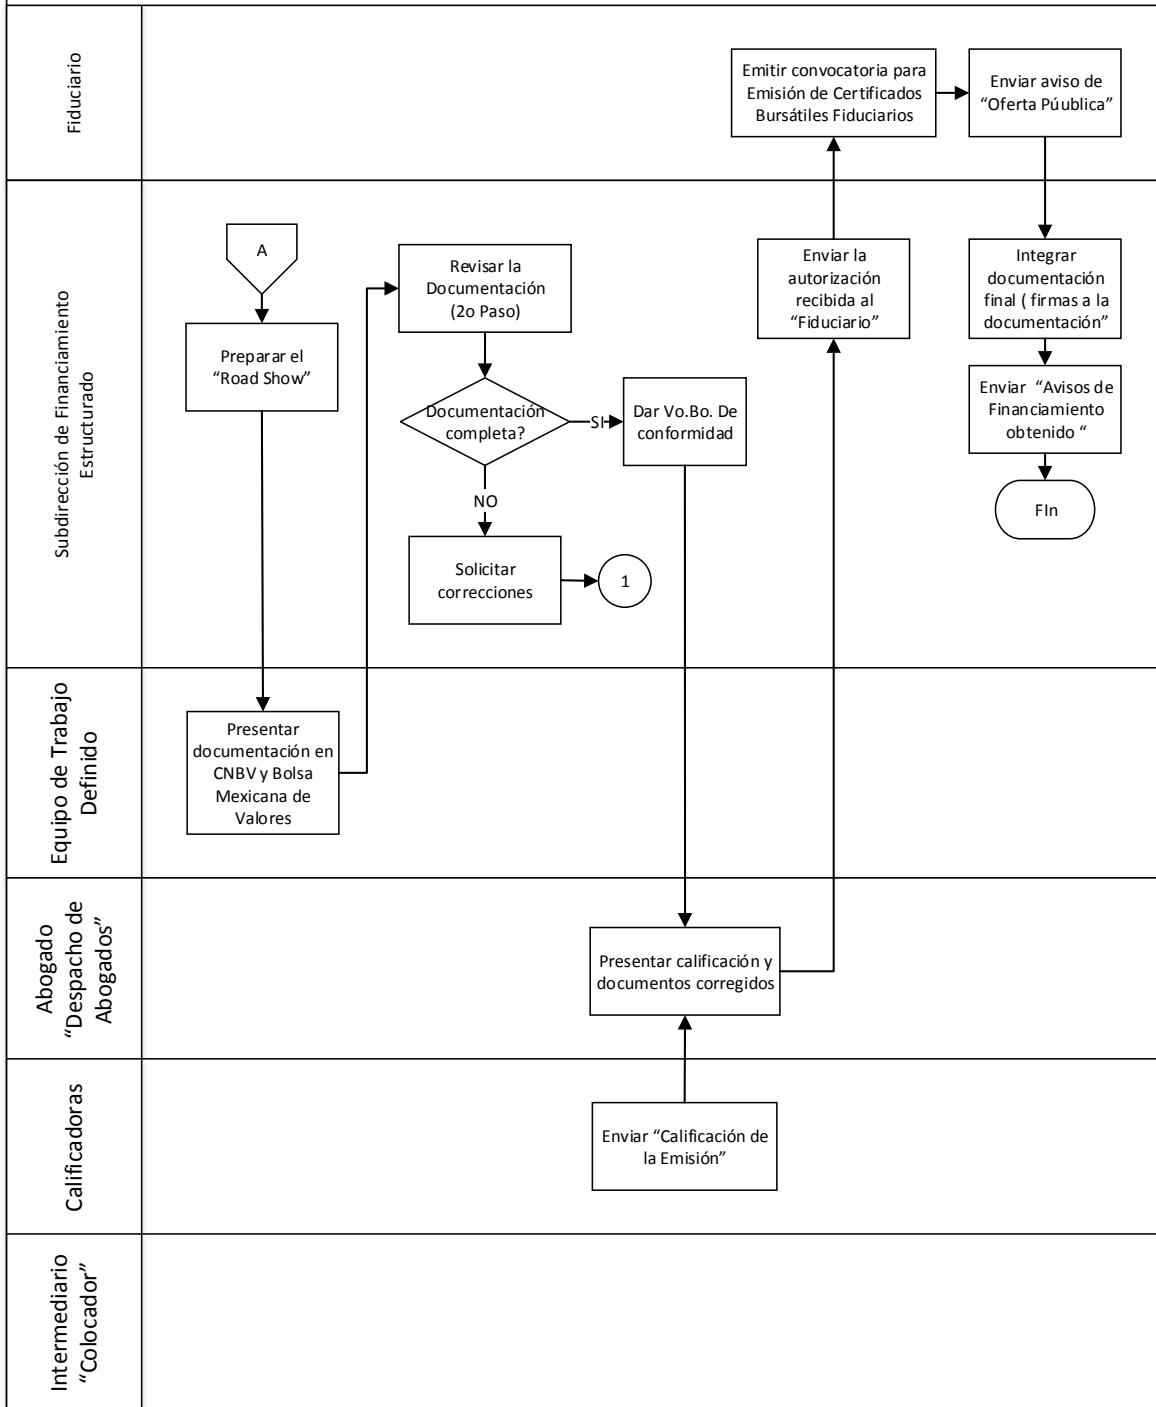 Fiduciario
Emitir convocatoria para
Emisión de Certificados
Bursátiles Fiduciarios
Enviar aviso de
“Oferta Púublica”
Subdirección de Financiamiento
Estructurado
A
Preparar el
“Road Show”
Revisar la
Documentación
(2o Paso)
Documentación
completa?
SI
NO
Dar Vo.Bo. De
conformidad
Solicitar
correcciones
1
Enviar la
autorización
recibida al
“Fiduciario”
Integrar
documentación
final ( firmas a la
documentación”
Enviar “Avisos de
Financiamiento
obtenido “
FIn
Equipo de Trabajo
Definido
Presentar
documentación en
CNBV y Bolsa
Mexicana de
Valores
Abogado
“Despacho de
Abogados”
Presentar calificación y
documentos corregidos
Calificadoras
Enviar “Calificación de
la Emisión”
Intermediario
“Colocador”